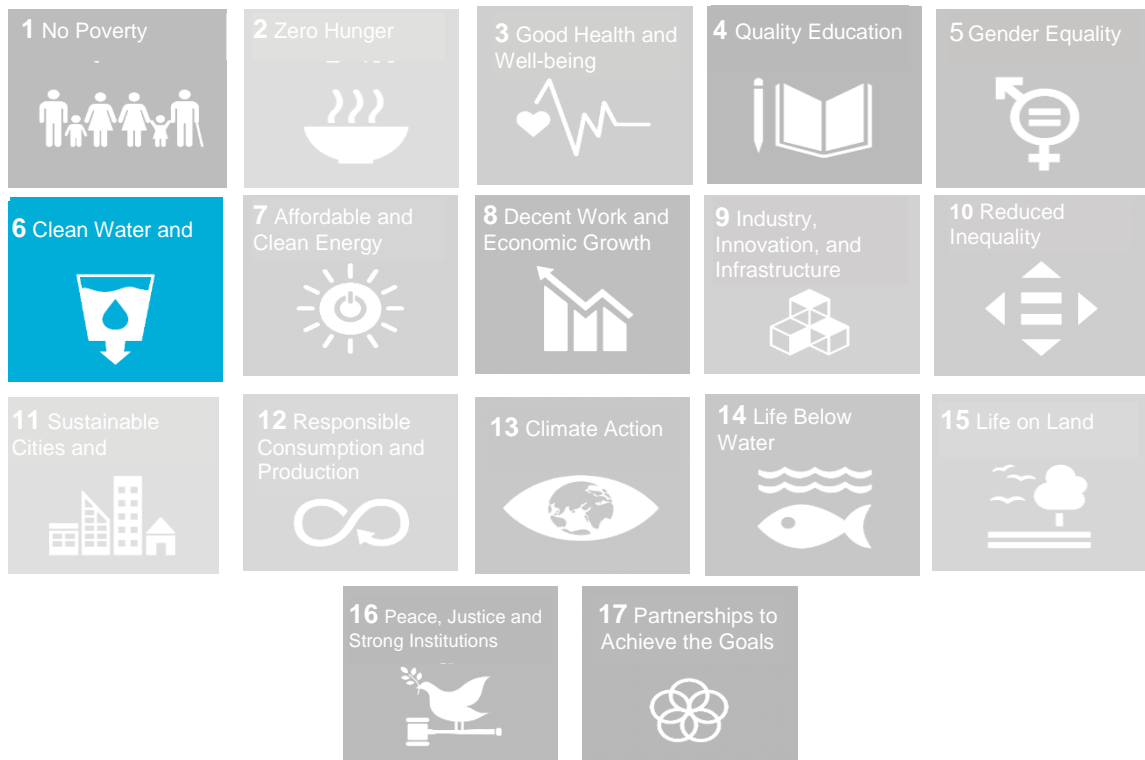 1 No Poverty
2 Zero Hunger
3 Good Health and
Well-being
4 Quality Education
5 Gender Equality
6 Clean Water and
7 Affordable and
Clean Energy
8 Decent Work and
Economic Growth
9 Industry,
Innovation, and
Infrastructure
10 Reduced
Inequality
11 Sustainable
Cities and
12 Responsible
Consumption and
Production
13 Climate Action
14 Life Below
Water
15 Life on Land
16 Peace, Justice and
Strong Institutions
17 Partnerships to
Achieve the Goals